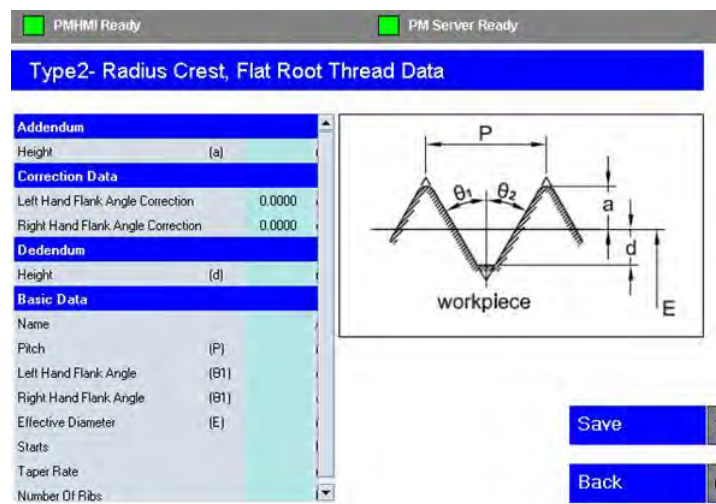 PMHMI Ready PM Server Ready
Type2- Radius Crest, Flat Root Thread Data
Addendum
Height (a)
Correction Data
Left Hand Flank Angle Correction 0.0000
Right Hand Flank Angle Correction 0.0000
Dedendum
Height (d)
Basic Data
Name
Pitch (P)
Left Hand Flank Angle (θ1)
Right Hand Flank Angle (θ1)
Effective Diameter (E)
Starts
Taper Rate
Number Of Ribs
P
θ1 θ2
a
d
workpiece
E
Save
Back